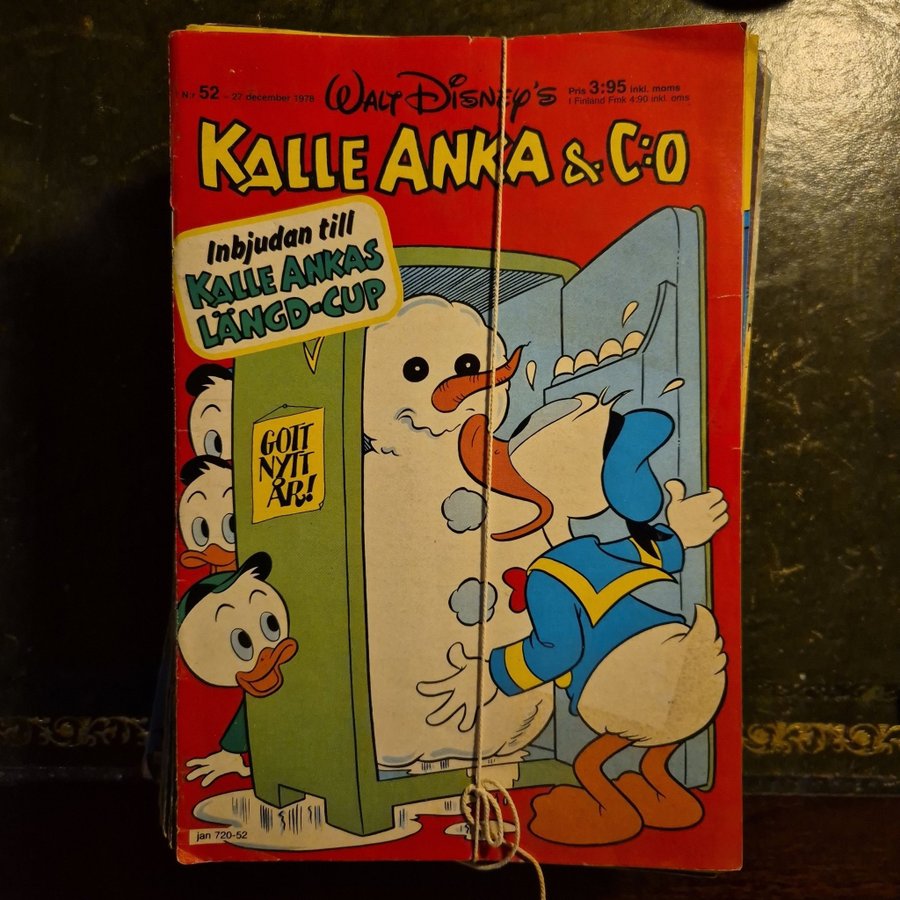 Nr 52 - 27 december 1978
WALT DISNEY'S
Pris 3:95 inkl. moms
I Finland Fmk 4:90 inkl. oms
KALLE ANKA & C:O
Inbjudan till
KALLE ANKAS
LÄNGD-CUP
GOTT
NYTT
ÅR!
jan 720-52